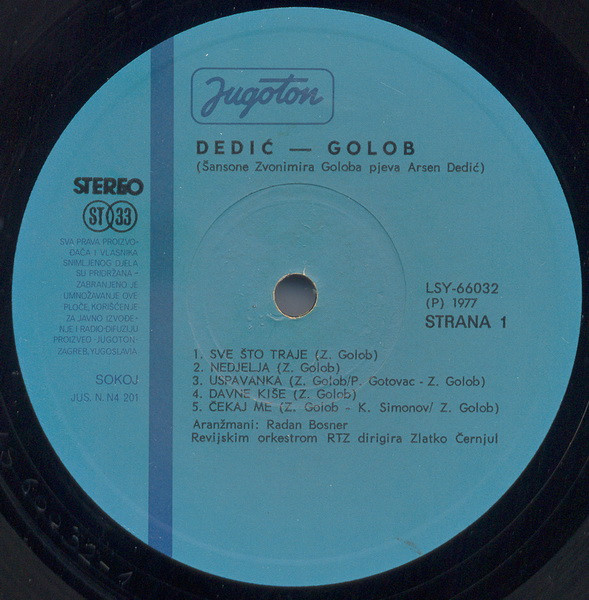 Jugoton
DEDIĆ — GOLOB
(Šansone Zvonimira Goloba pjeva Arsen Dedić)
STEREO
ST 33
SVA PRAVA PROIZVO-
ĐAČA I VLASNIKA
SNIMLJENOG DJELA
SU PRIDRŽANA -
ZABRANJENO JE
UMNOŽAVANJE OVE
PLOČE, KORIŠĆENJE
ZA JAVNO IZVOĐE-
NJE I RADIO-DIFUZIJU
PROIZVEO -JUGOTON-
ZAGREB, YUGOSLAVIA
SOKOJ
JUS. N. N4 201
LSY-66032
(P) 1977
STRANA 1
1. SVE ŠTO TRAJE (Z. Golob)
2. NEDJELJA (Z. Golob)
3. USPAVANKA (Z. Golob/P. Gotovac - Z. Golob)
4. DAVNE KIŠE (Z. Golob)
5. ČEKAJ ME (Z. Golob - K. Simonov/ Z. Golob)
Aranžmani: Radan Bosner
Revijskim orkestrom RTZ dirigira Zlatko Černjul